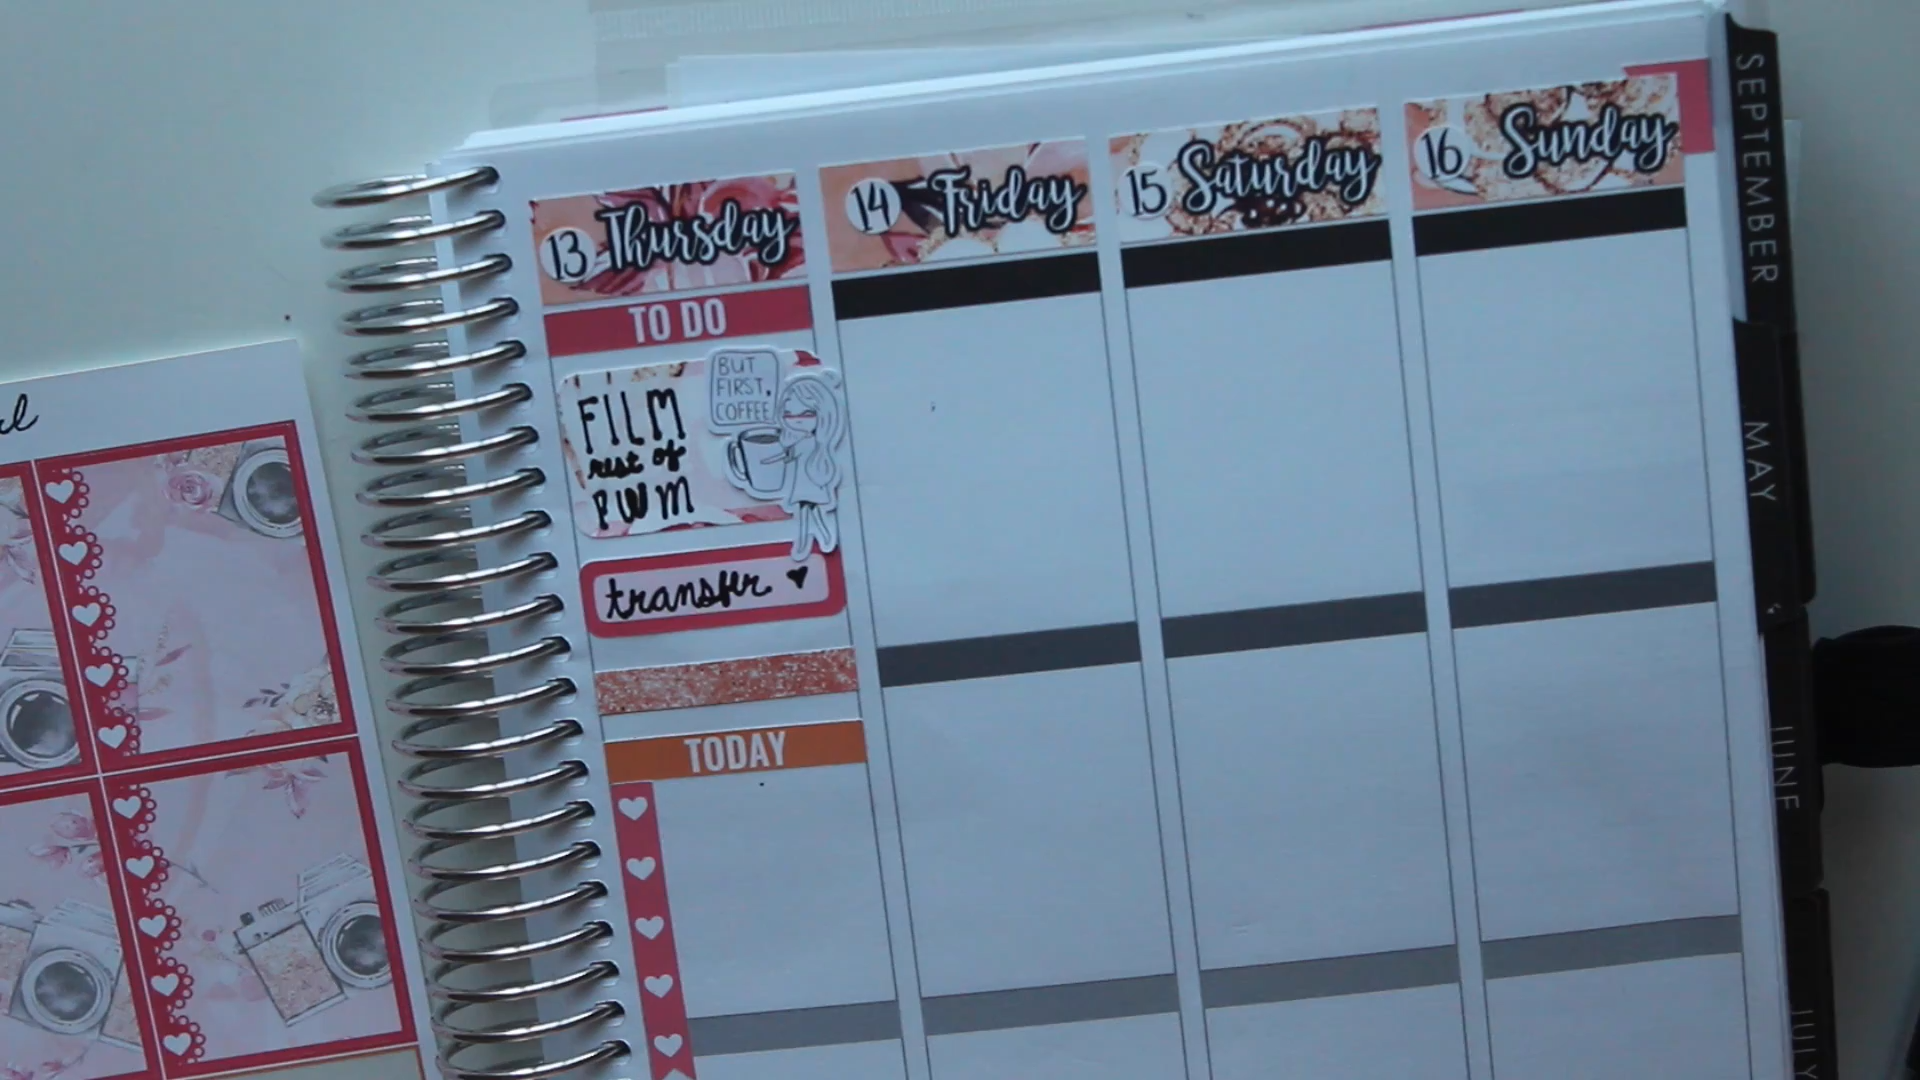 13 Thursday
14 Friday
15 Saturday
16 Sunday
TO DO
BUT
FIRST,
COFFEE
FILM
rest of
PWM
transfer
TODAY
SEPTEMBER
MAY
JUNE
JULY